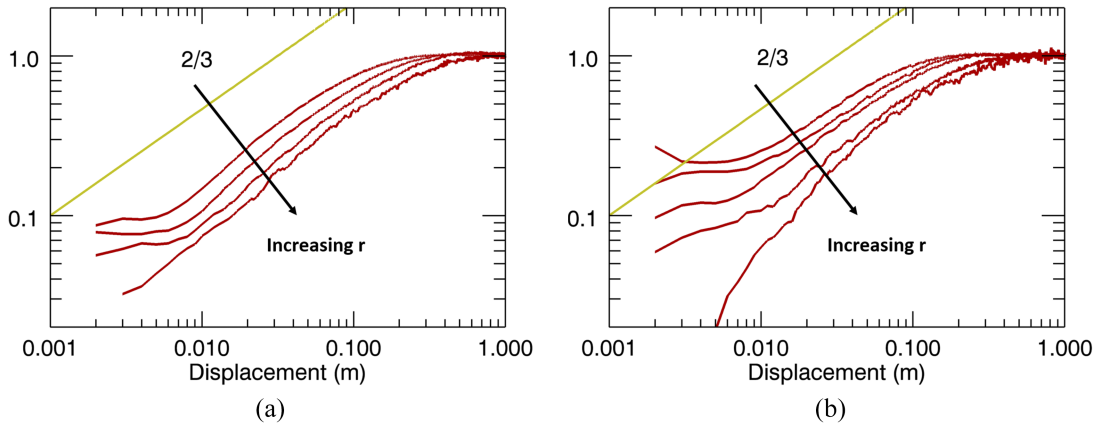 1.0
2/3
0.1
Increasing r
0.001 0.010 0.100 1.000
Displacement (m)
(a)
1.0
2/3
0.1
Increasing r
0.001 0.010 0.100 1.000
Displacement (m)
(b)